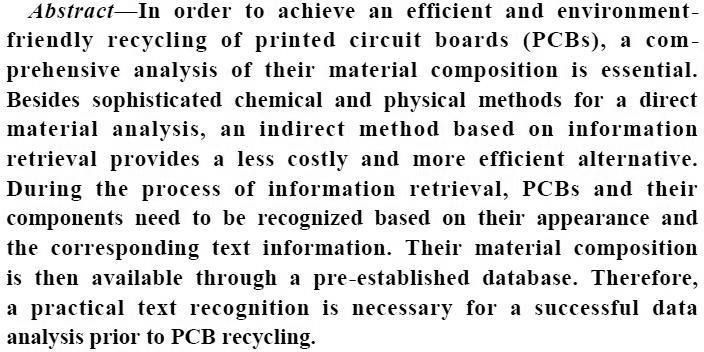 Abstract—In order to achieve an efficient and environment-
friendly recycling of printed circuit boards (PCBs), a com-
prehensive analysis of their material composition is essential.
Besides sophisticated chemical and physical methods for a direct
material analysis, an indirect method based on information
retrieval provides a less costly and more efficient alternative.
During the process of information retrieval, PCBs and their
components need to be recognized based on their appearance and
the corresponding text information. Their material composition
is then available through a pre-established database. Therefore,
a practical text recognition is necessary for a successful data
analysis prior to PCB recycling.